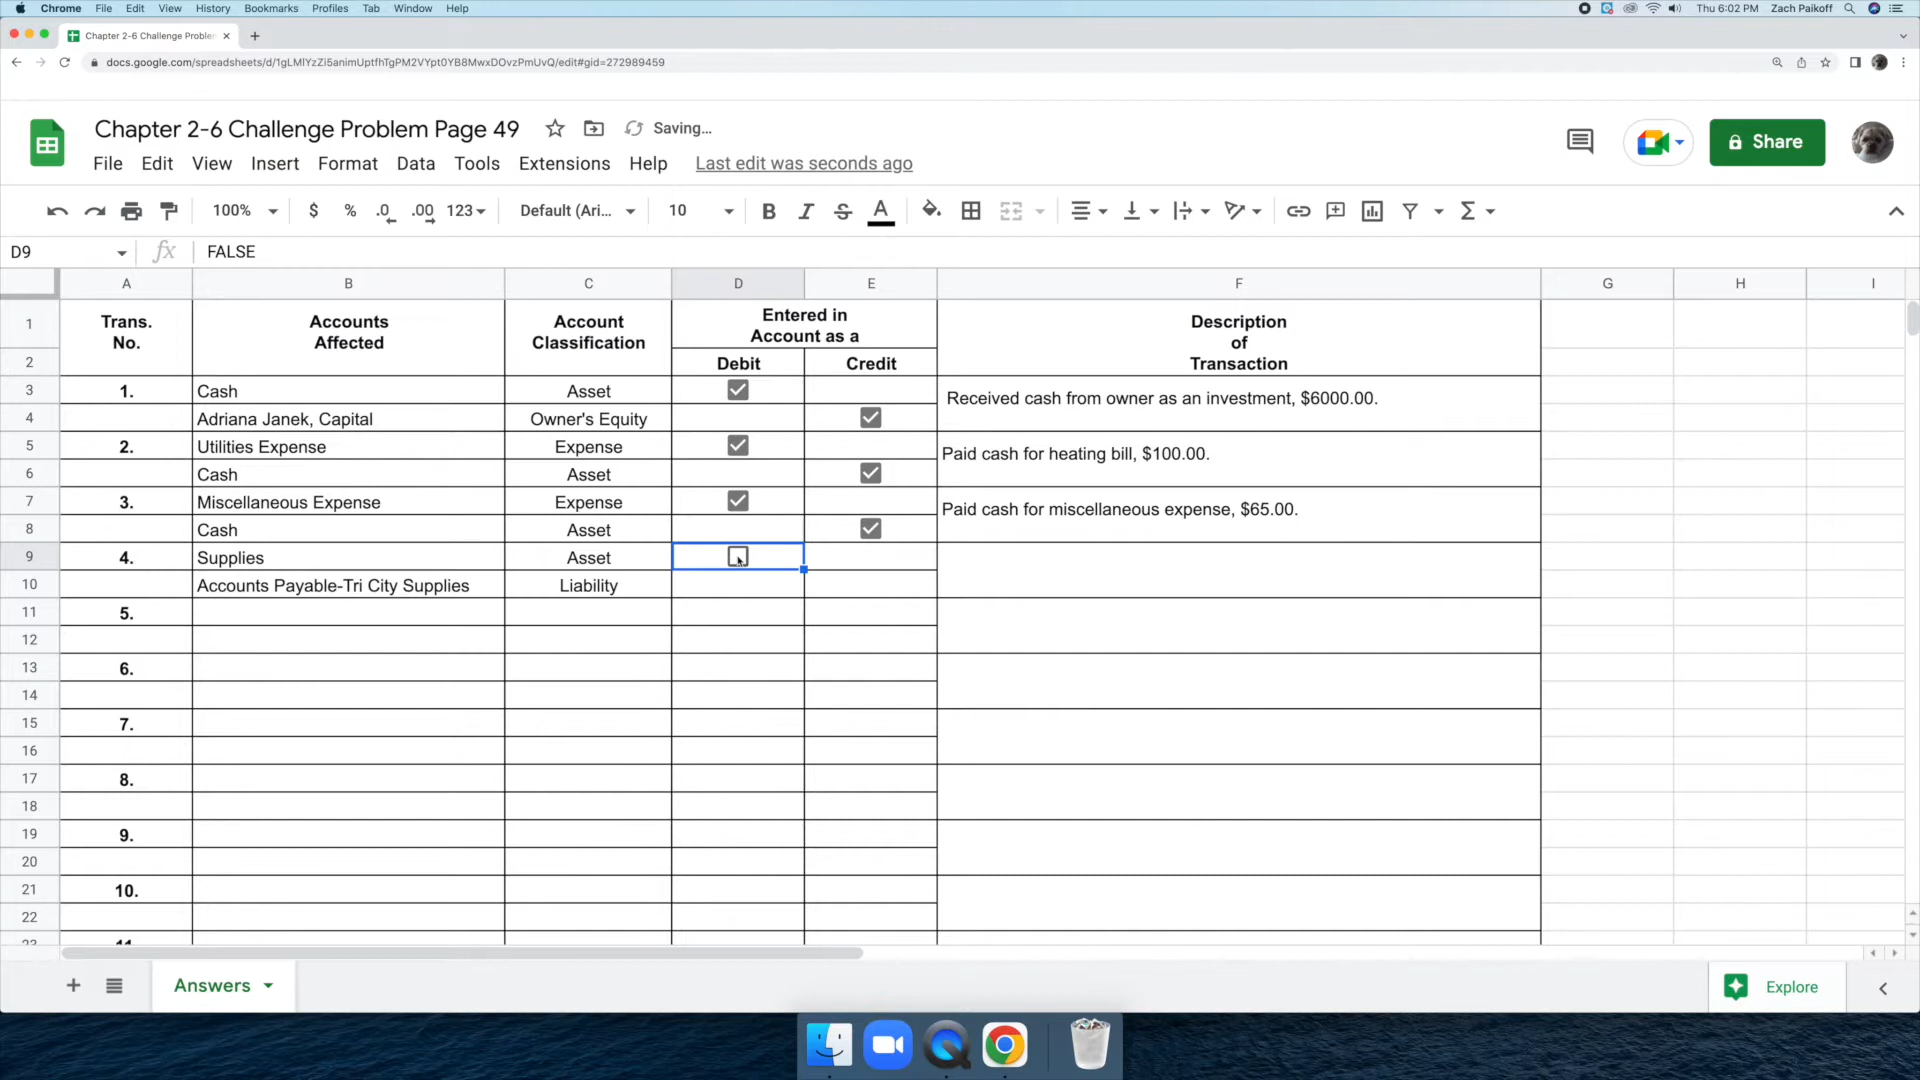 Chrome File Edit View History Bookmarks Profiles Tab Window Help Thu 6:02 PM Zach Paikoff
Chapter 2-6 Challenge Problem
docs.google.com/spreadsheets/d/1gLMlYzZi5animUptfhTgPM2VYpt0YB8MwxDOvzPmUvQ/edit#gid=272989459
Chapter 2-6 Challenge Problem Page 49 Saving...
File Edit View Insert Format Data Tools Extensions Help Last edit was seconds ago
Share
100% $ % .0 .00 123 Default (Ari... 10 B I S A
D9 fx FALSE
A B C D E F G H I
1 Trans. No. Accounts Affected Account Classification Entered in Account as a Description of Transaction
2 Debit Credit
3 1. Cash Asset Received cash from owner as an investment, $6000.00.
4 Adriana Janek, Capital Owner's Equity
5 2. Utilities Expense Expense Paid cash for heating bill, $100.00.
6 Cash Asset
7 3. Miscellaneous Expense Expense Paid cash for miscellaneous expense, $65.00.
8 Cash Asset
9 4. Supplies Asset
10 Accounts Payable-Tri City Supplies Liability
11 5.
12
13 6.
14
15 7.
16
17 8.
18
19 9.
20
21 10.
22
23 11.
Answers Explore